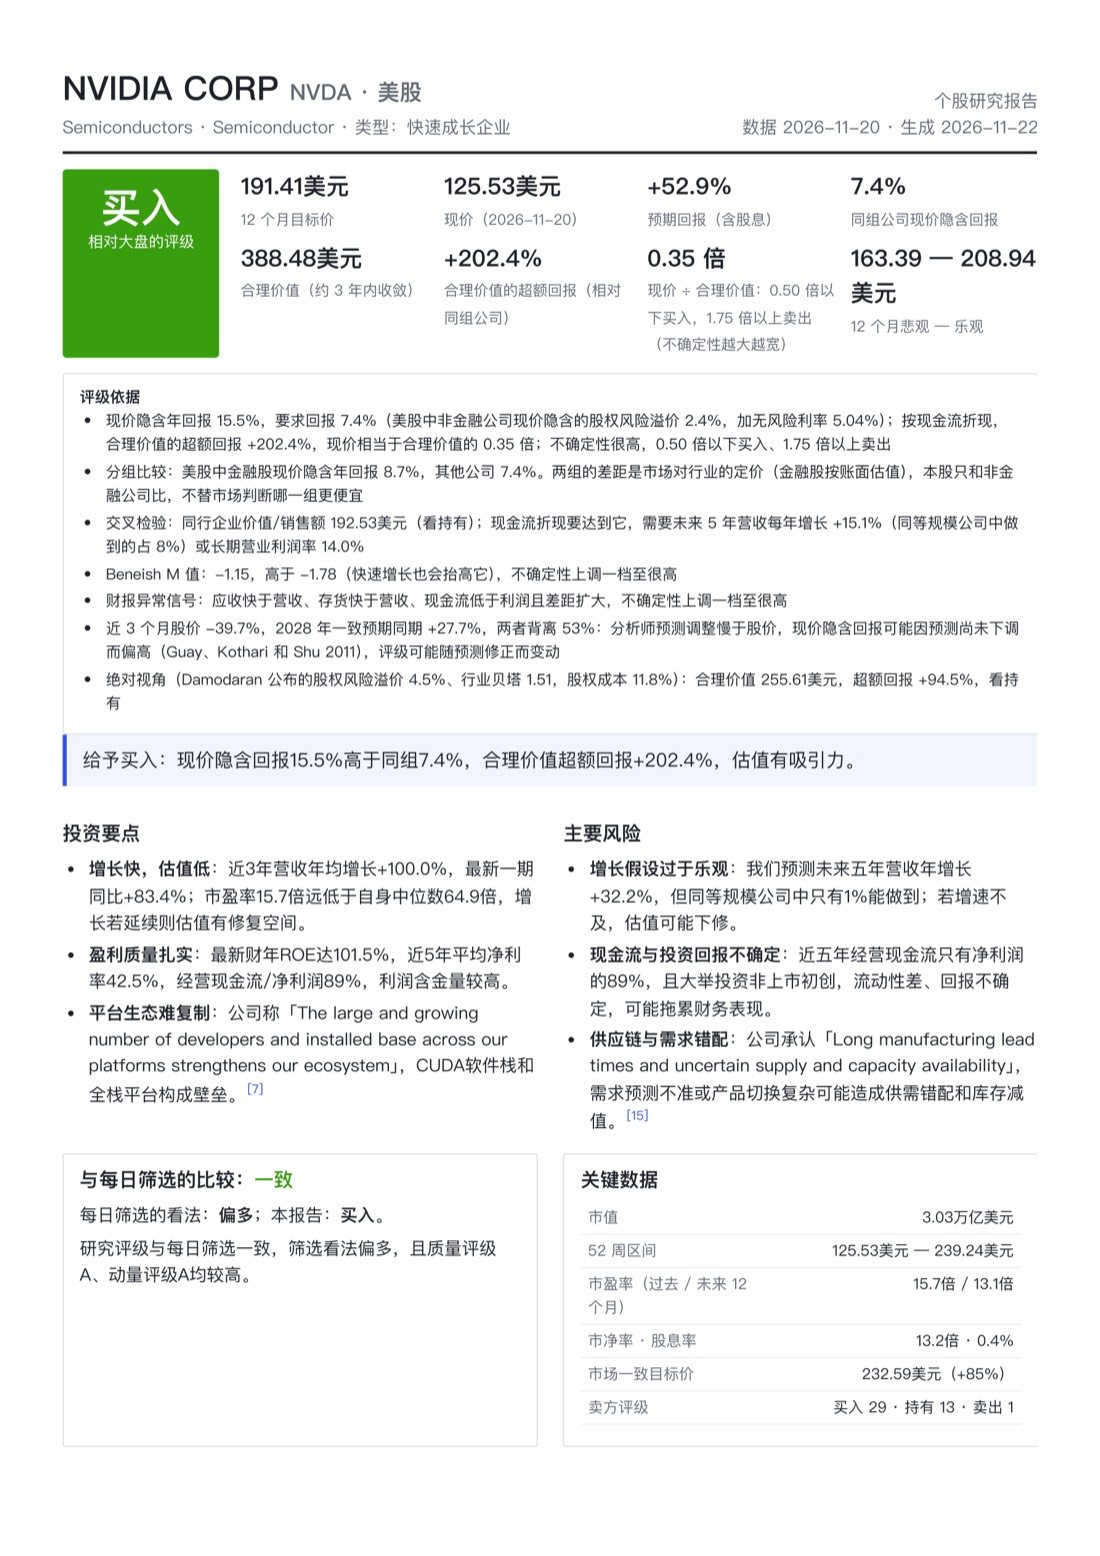 NVIDIA CORP NVDA · 美股
个股研究报告
Semiconductors · Semiconductor · 类型：快速成长企业
数据 2026-11-20 · 生成 2026-11-22
买入
相对大盘的评级
191.41美元
12 个月目标价
125.53美元
现价（2026-11-20）
+52.9%
预期回报（含股息）
7.4%
同组公司现价隐含回报
388.48美元
合理价值（约 3 年内收敛）
+202.4%
合理价值的超额回报（相对
同组公司）
0.35 倍
现价 ÷ 合理价值：0.50 倍以
下买入，1.75 倍以上卖出
（不确定性越大越宽）
163.39 — 208.94
美元
12 个月悲观 — 乐观
评级依据
• 现价隐含年回报 15.5%，要求回报 7.4%（美股中非金融公司现价隐含的股权风险溢价 2.4%，加无风险利率 5.04%）；按现金流折现，
合理价值的超额回报 +202.4%，现价相当于合理价值的 0.35 倍；不确定性很高，0.50 倍以下买入、1.75 倍以上卖出
• 分组比较：美股中金融股现价隐含年回报 8.7%，其他公司 7.4%。两组的差距是市场对行业的定价（金融股按账面估值），本股只和非金
融公司比，不替市场判断哪一组更便宜
• 交叉检验：同行企业价值/销售额 192.53美元（看持有）；现金流折现要达到它，需要未来 5 年营收每年增长 +15.1%（同等规模公司中做
到的占 8%）或长期营业利润率 14.0%
• Beneish M 值：-1.15，高于 -1.78（快速增长也会抬高它），不确定性上调一档至很高
• 财报异常信号：应收快于营收、存货快于营收、现金流低于利润且差距扩大，不确定性上调一档至很高
• 近 3 个月股价 -39.7%，2028 年一致预期同期 +27.7%，两者背离 53%：分析师预测调整慢于股价，现价隐含回报可能因预测尚未下调
而偏高（Guay、Kothari 和 Shu 2011），评级可能随预测修正而变动
• 绝对视角（Damodaran 公布的股权风险溢价 4.5%、行业贝塔 1.51，股权成本 11.8%）：合理价值 255.61美元，超额回报 +94.5%，看持
有
给予买入：现价隐含回报15.5%高于同组7.4%，合理价值超额回报+202.4%，估值有吸引力。
投资要点
• 增长快，估值低：近3年营收年均增长+100.0%，最新一期
同比+83.4%；市盈率15.7倍远低于自身中位数64.9倍，增
长若延续则估值有修复空间。
• 盈利质量扎实：最新财年ROE达101.5%，近5年平均净利
率42.5%，经营现金流/净利润89%，利润含金量较高。
• 平台生态难复制：公司称「The large and growing
number of developers and installed base across our
platforms strengthens our ecosystem」，CUDA软件栈和
全栈平台构成壁垒。[7]
主要风险
• 增长假设过于乐观：我们预测未来五年营收年增长
+32.2%，但同等规模公司中只有1%能做到；若增速不
及，估值可能下修。
• 现金流与投资回报不确定：近五年经营现金流只有净利润
的89%，且大举投资非上市初创，流动性差、回报不确
定，可能拖累财务表现。
• 供应链与需求错配：公司承认「Long manufacturing lead
times and uncertain supply and capacity availability」，
需求预测不准或产品切换复杂可能造成供需错配和库存减
值。[15]
与每日筛选的比较：一致
每日筛选的看法：偏多；本报告：买入。
研究评级与每日筛选一致，筛选看法偏多，且质量评级
A、动量评级A均较高。
关键数据
市值 3.03万亿美元
52 周区间 125.53美元 — 239.24美元
市盈率（过去 / 未来 12 15.7倍 / 13.1倍
个月）
市净率 · 股息率 13.2倍 · 0.4%
市场一致目标价 232.59美元（+85%）
卖方评级 买入 29 · 持有 13 · 卖出 1